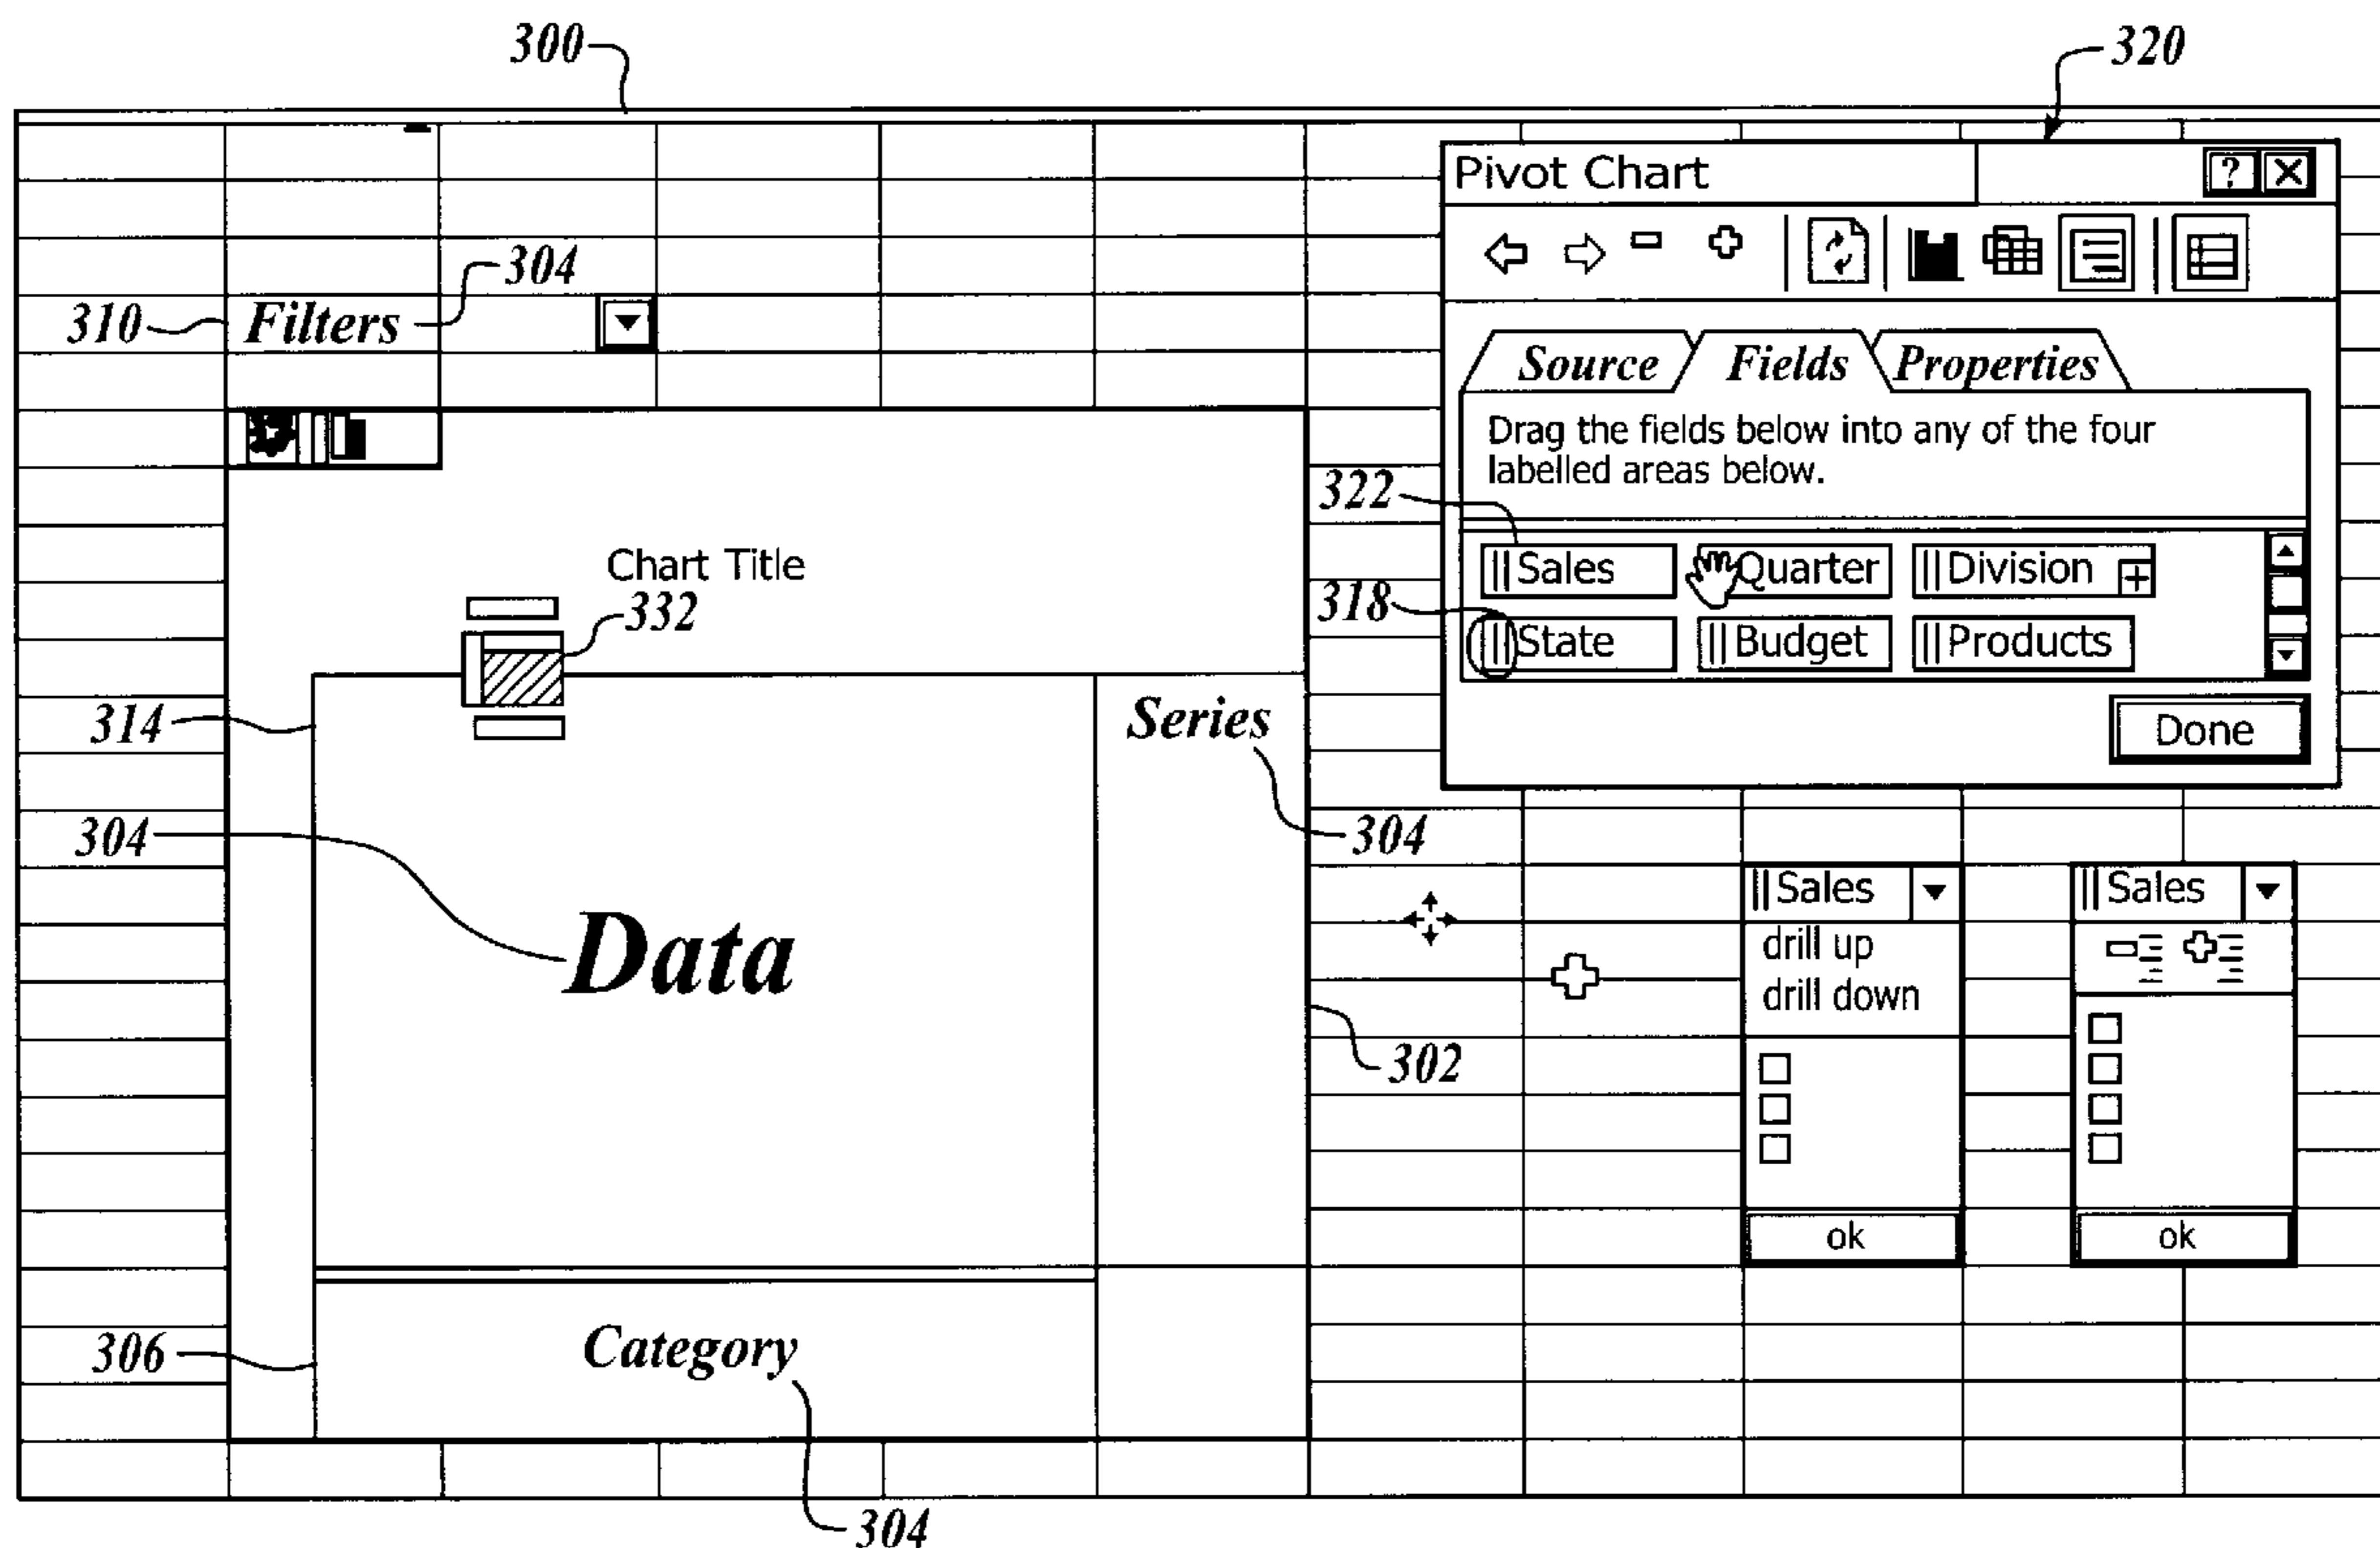 300
320
Pivot Chart
?
304
310
Filters
Source Fields Properties
Drag the fields below into any of the four
labelled areas below.
322
Sales Quarter Division
Chart Title
318
332
State Budget Products
314
Series
Done
304
Data
304
Sales
Sales
drill up
drill down
302
ok
ok
306
Category
304